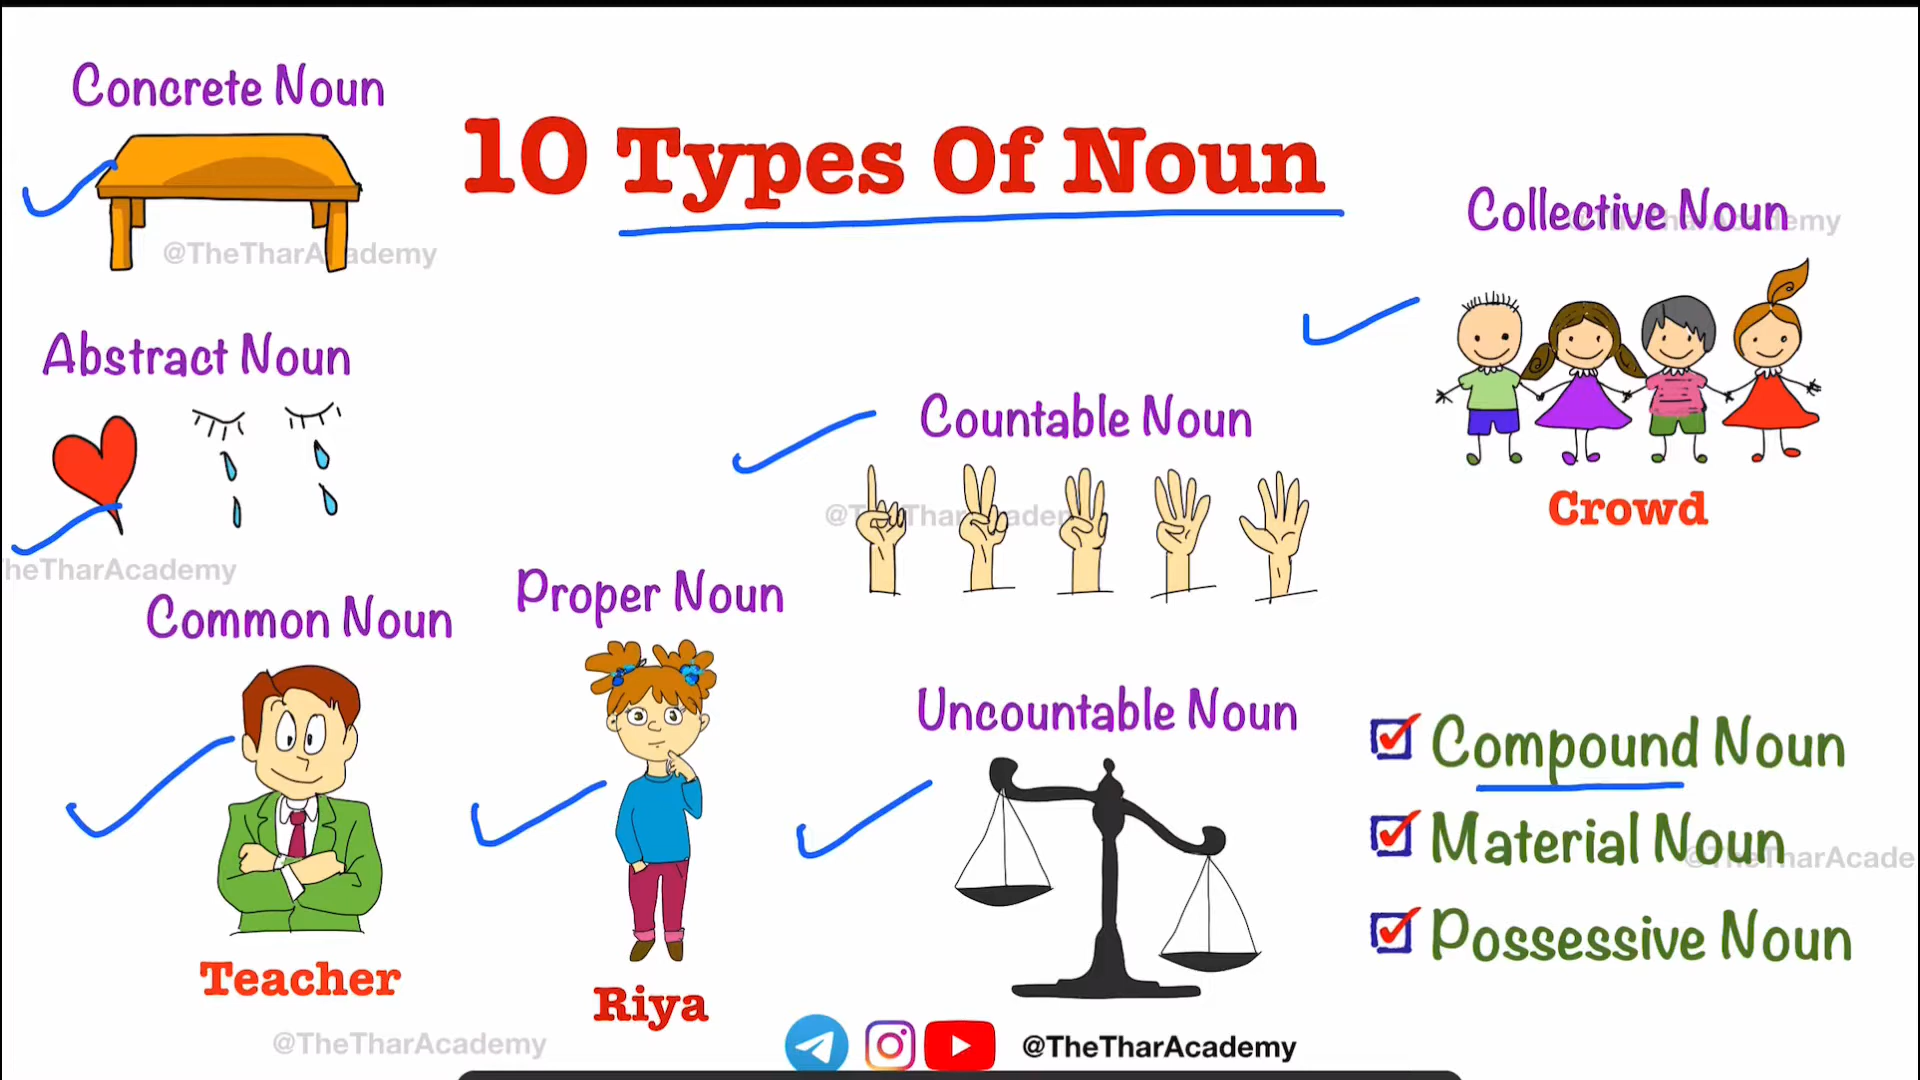 Concrete Noun
10 Types Of Noun
Collective Noun
@TheTharAcademy
Abstract Noun
Countable Noun
Crowd
heTharAcademy
Common Noun
Proper Noun
Uncountable Noun
Compound Noun
Material Noun
Possessive Noun
Teacher
Riya
@TheTharAcademy
@TheTharAcademy